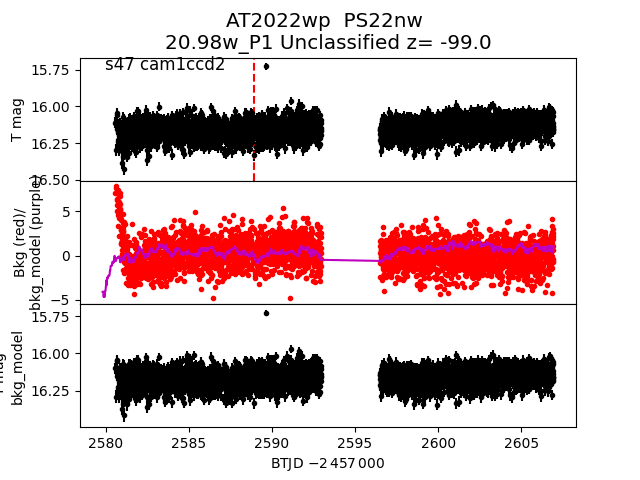 AT2022wp  PS22nw
20.98w_P1 Unclassified z= -99.0
s47 cam1ccd2
15.75
16.00
16.25
16.50
T mag
5
0
−5
Bkg (red)/
bkg_model (purple)
15.75
16.00
16.25
mag
bkg_model
2580
2585
2590
2595
2600
2605
BTJD −2 457 000